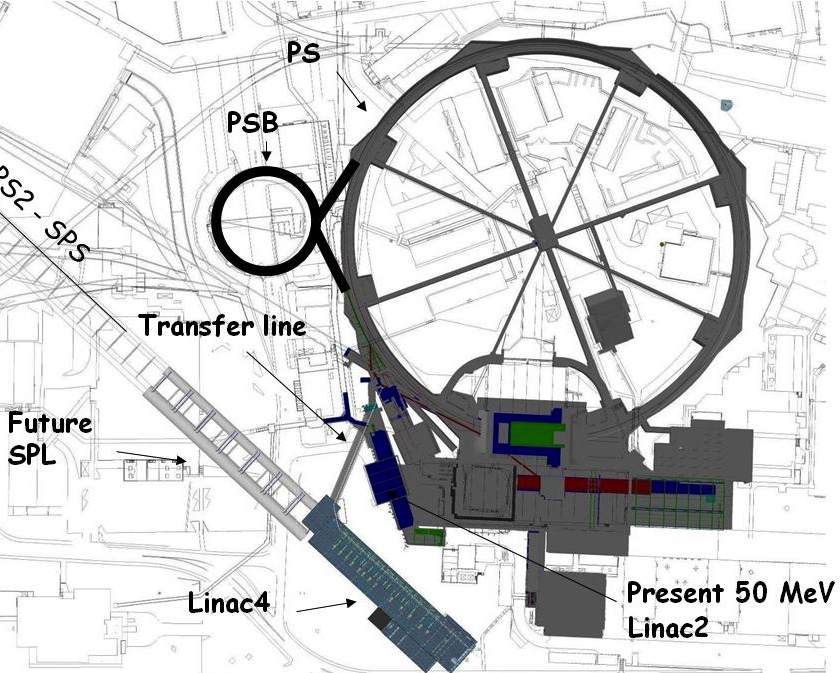 PS
PSB
PS2 - SPS
Transfer line
Future
SPL
Linac4
Present 50 MeV
Linac2